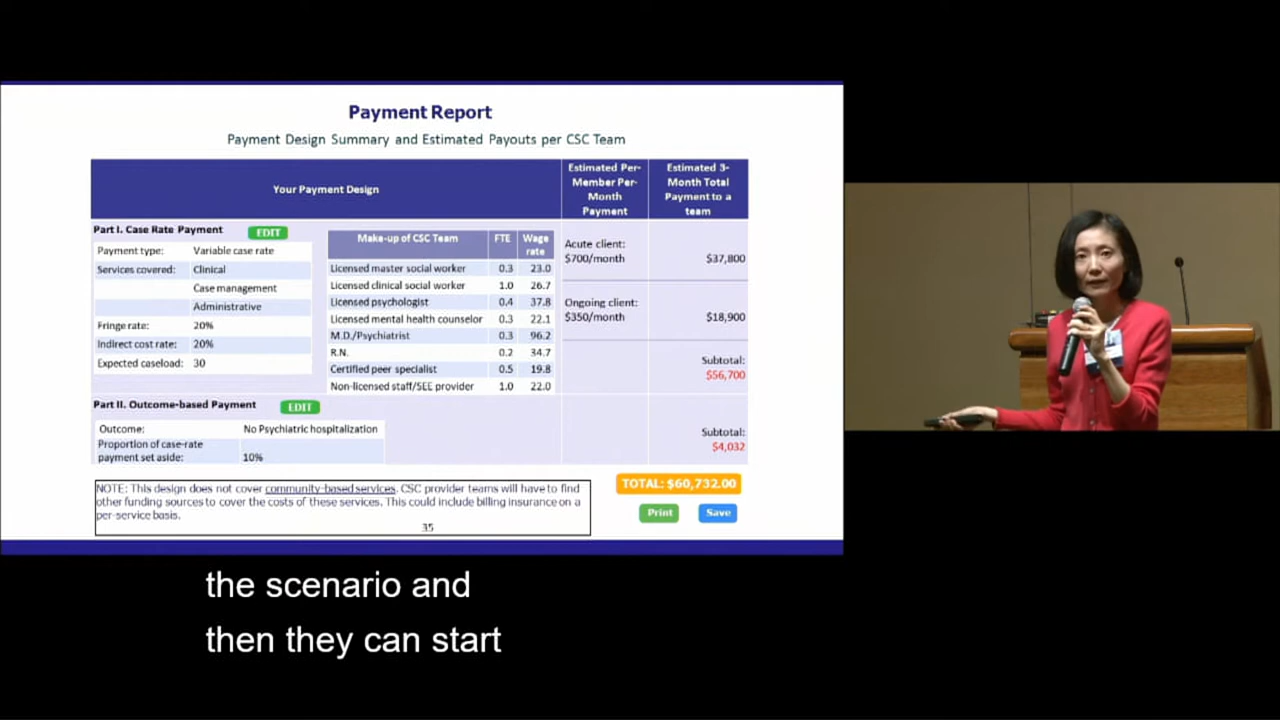 Payment Report
Payment Design Summary and Estimated Payouts per CSC Team
Your Payment Design
Estimated Per-
Member Per-
Month
Payment
Estimated 3-
Month Total
Payment to a
team
Part I. Case Rate Payment EDIT
Payment type: Variable case rate
Services covered: Clinical
Case management
Administrative
Fringe rate: 20%
Indirect cost rate: 20%
Expected caseload: 30
Make-up of CSC Team FTE Wage
rate
Licensed master social worker 0.3 23.0
Licensed clinical social worker 1.0 26.7
Licensed psychologist 0.4 37.8
Licensed mental health counselor 0.3 22.1
M.D./Psychiatrist 0.3 96.2
R.N. 0.2 34.7
Certified peer specialist 0.5 19.8
Non-licensed staff/SEE provider 1.0 22.0
Acute client:
$700/month $37,800
Ongoing client:
$350/month $18,900
Subtotal:
$56,700
Part II. Outcome-based Payment EDIT
Outcome: No Psychiatric hospitalization
Proportion of case-rate
payment set aside: 10%
Subtotal:
$4,032
NOTE: This design does not cover community-based services. CSC provider teams will have to find
other funding sources to cover the costs of these services. This could include billing insurance on a
per-service basis.
35
TOTAL: $60,732.00
Print Save
the scenario and
then they can start